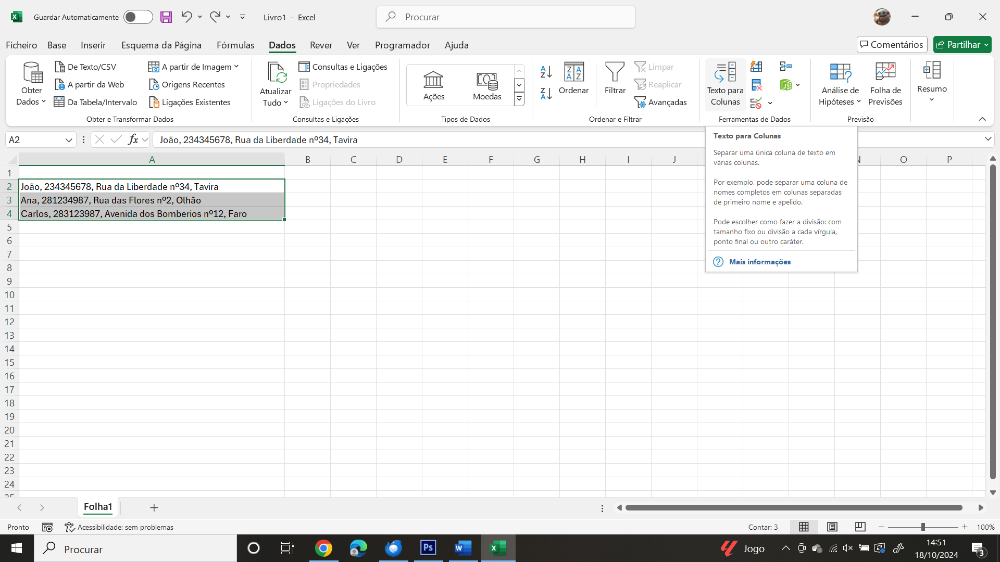 Guardar Automaticamente
Livro1 - Excel
Procurar
Ficheiro Base Inserir Esquema da Página Fórmulas Dados Rever Ver Programador Ajuda
Comentários
Partilhar
Obter Dados
De Texto/CSV
A partir da Web
Da Tabela/Intervalo
A partir de Imagem
Origens Recentes
Ligações Existentes
Obter e Transformar Dados
Atualizar Tudo
Consultas e Ligações
Propriedades
Ligações do Livro
Consultas e Ligações
Ações
Moedas
Tipos de Dados
Ordenar
Filtrar
Limpar
Reaplicar
Avançadas
Ordenar e Filtrar
Texto para Colunas
Ferramentas de Dados
Análise de Hipóteses
Folha de Previsões
Previsão
Resumo
A2
fx
João, 234345678, Rua da Liberdade nº34, Tavira
Texto para Colunas
Separar uma única coluna de texto em
várias colunas.
Por exemplo, pode separar uma coluna de
nomes completos em colunas separadas
de primeiro nome e apelido.
Pode escolher como fazer a divisão: com
tamanho fixo ou divisão a cada vírgula,
ponto final ou outro caráter.
Mais informações
A B C D E F G H I J N O P
1
2 João, 234345678, Rua da Liberdade nº34, Tavira
3 Ana, 281234987, Rua das Flores nº2, Olhão
4 Carlos, 283123987, Avenida dos Bomberios nº12, Faro
5
6
7
8
9
10
11
12
13
14
15
16
17
18
19
20
21
22
23
24
25
Folha1
Pronto
Acessibilidade: sem problemas
Contar: 3
100%
Procurar
Ps
Jogo
14:51
18/10/2024
3